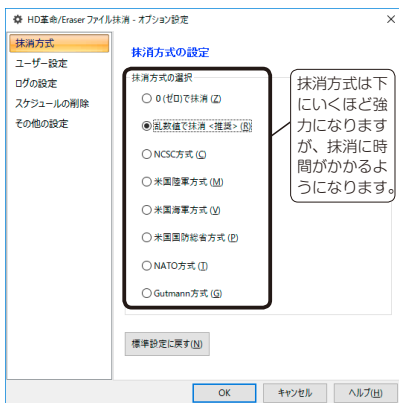 HD革命/Eraser ファイル抹消 - オプション設定
抹消方式
ユーザー設定
ログの設定
スケジュールの削除
その他の設定
抹消方式の設定
抹消方式の選択
0 (ゼロ)で抹消 (Z)
乱数値で抹消 <推奨> (R)
NCSC方式 (C)
米国陸軍方式 (M)
米国海軍方式 (V)
米国国防総省方式 (P)
NATO方式 (T)
Gutmann方式 (G)
抹消方式は下
にいくほど強
力になります
が、抹消に時
間がかかるよ
うになります。
標準設定に戻す(N)
OK
キャンセル
ヘルプ(H)